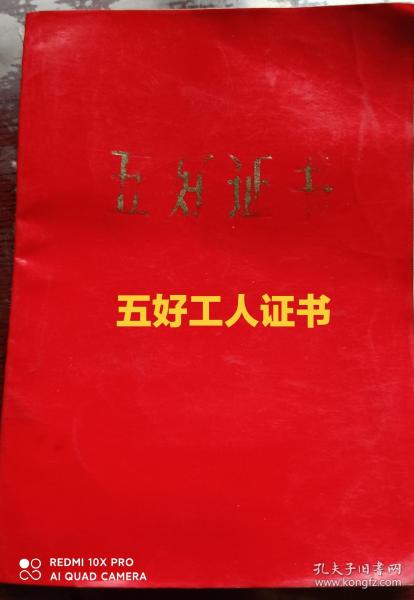 五好证书
五好工人证书
REDMI 10X PRO
AI QUAD CAMERA
孔夫子旧书网
www.kongfz.com